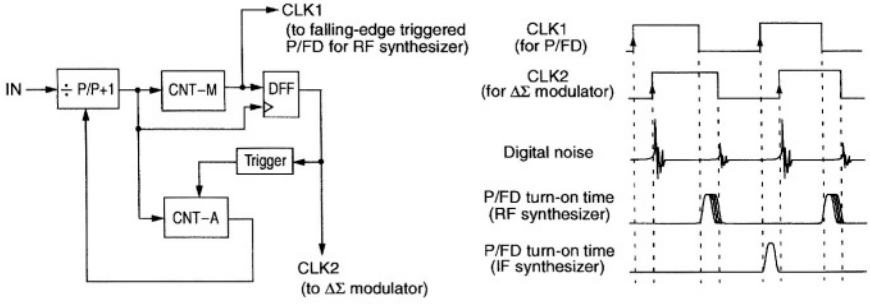 CLK1
(to falling-edge triggered
P/FD for RF synthesizer)
IN
÷ P/P+1
CNT-M
DFF
Trigger
CNT-A
CLK2
(to ΔΣ modulator)
CLK1
(for P/FD)
CLK2
(for ΔΣ modulator)
Digital noise
P/FD turn-on time
(RF synthesizer)
P/FD turn-on time
(IF synthesizer)